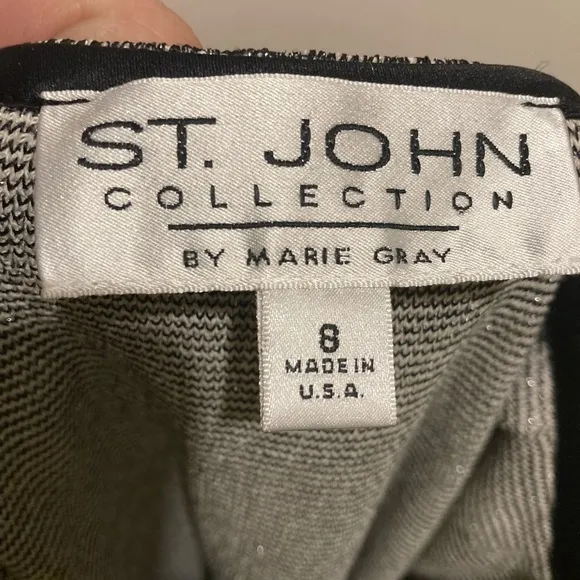 ST. JOHN
COLLECTION
BY MARIE GRAY
8
MADE IN
U.S.A.